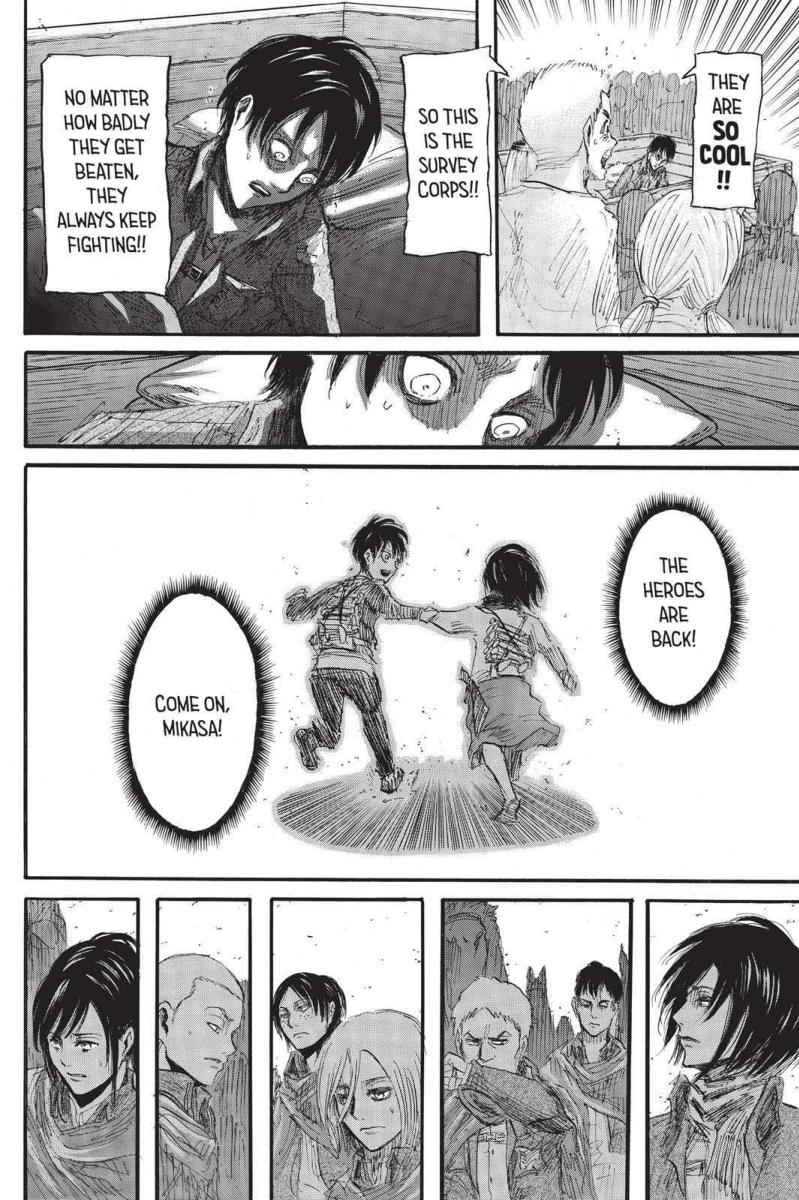 THEY
ARE
SO
COOL
!!
SO THIS
IS THE
SURVEY
CORPS!!
NO MATTER
HOW BADLY
THEY GET
BEATEN,
THEY
ALWAYS KEEP
FIGHTING!!
THE
HEROES
ARE
BACK!
COME ON,
MIKASA!